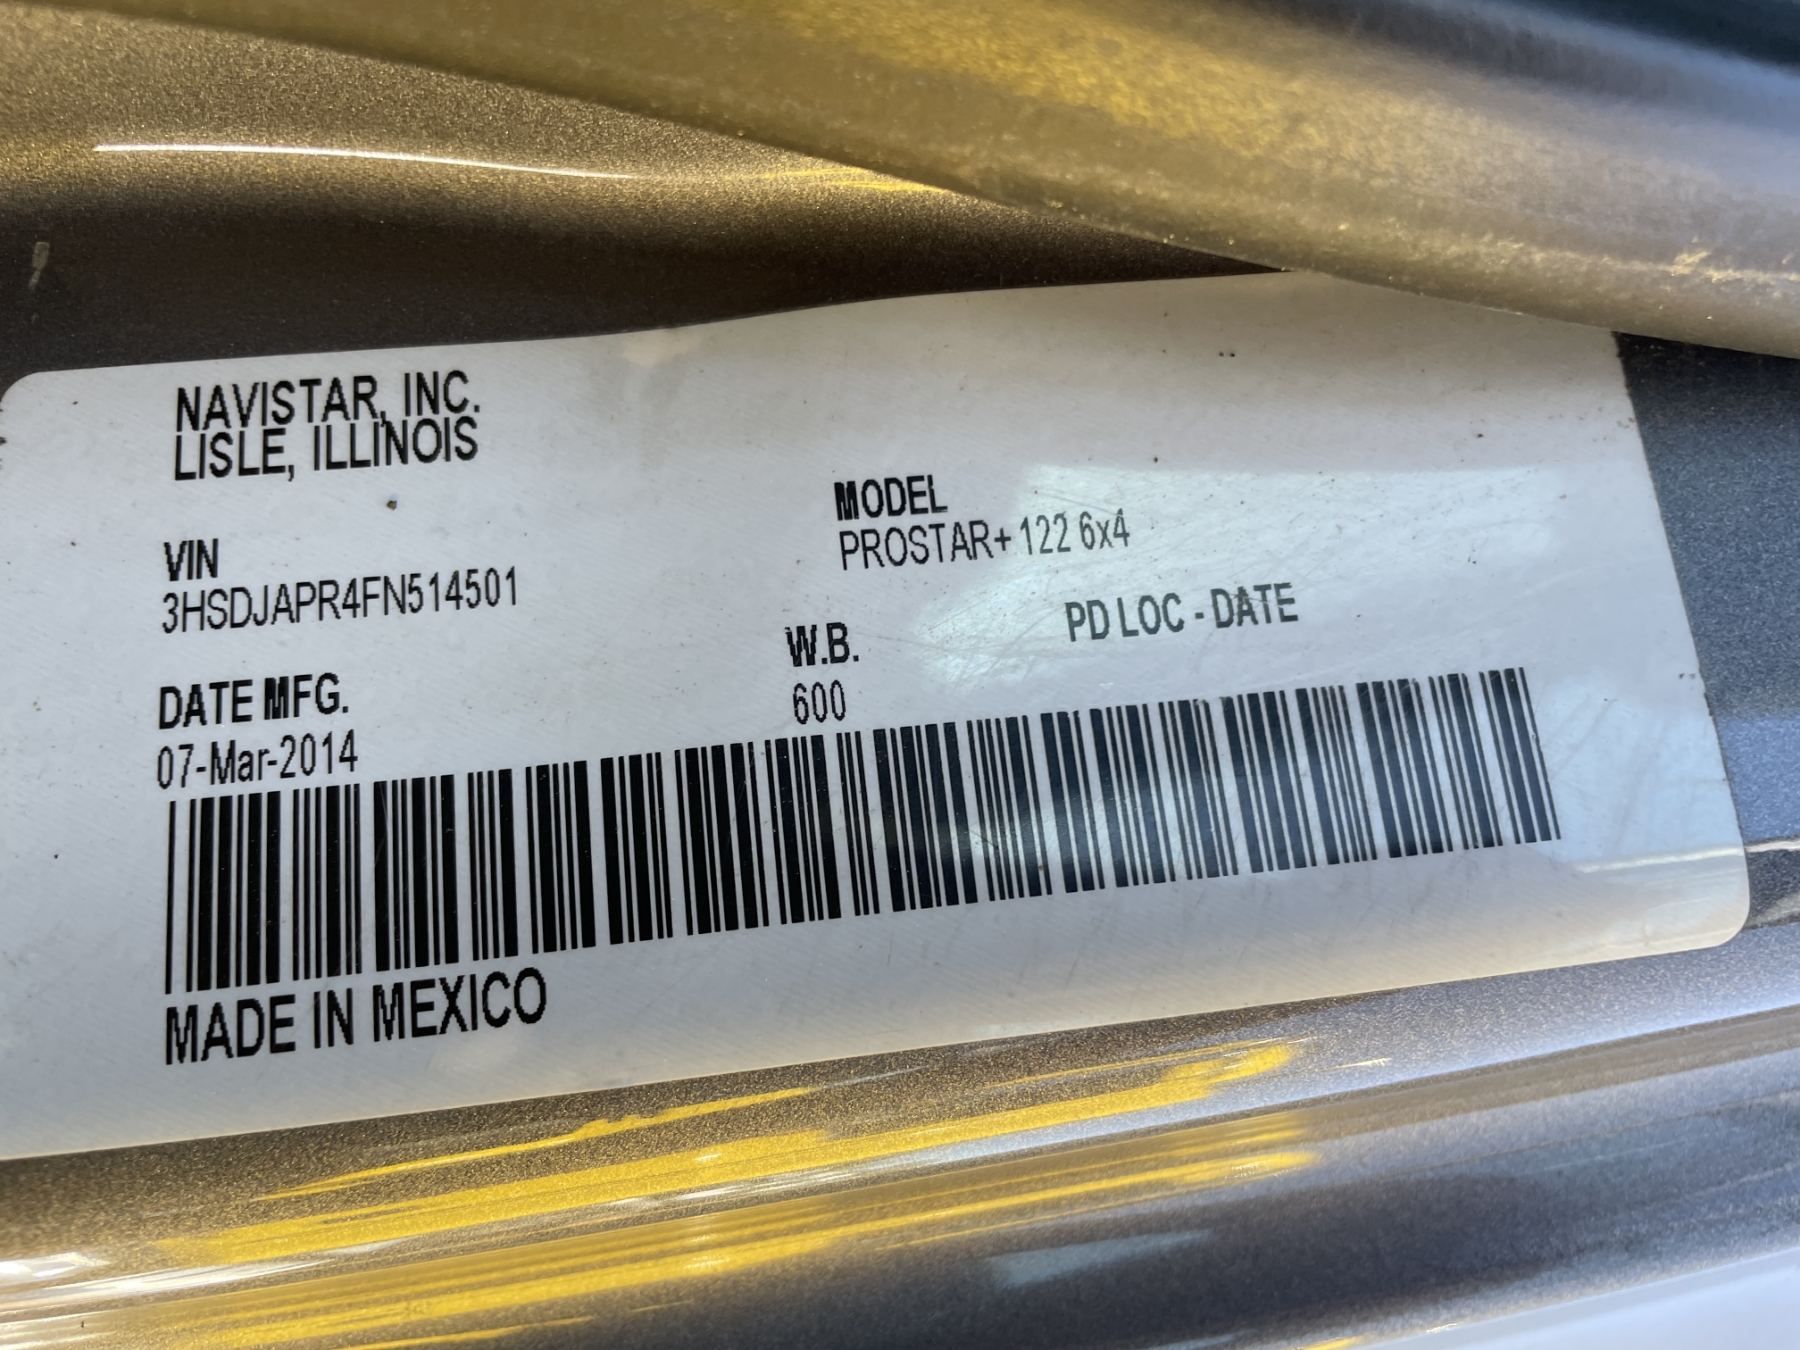 NAVISTAR, INC.
LISLE, ILLINOIS
VIN
3HSDJAPR4FN514501
MODEL
PROSTAR+ 122 6x4
DATE MFG.
07-Mar-2014
W.B.
600
PD LOC - DATE
MADE IN MEXICO